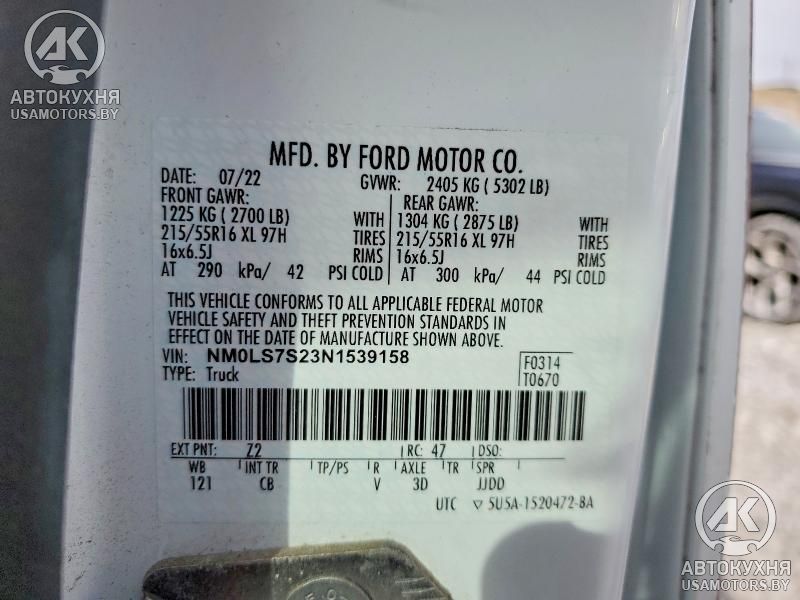 АК
АВТОКУХНЯ
USAMOTORS.BY
MFD. BY FORD MOTOR CO.
DATE: 07/22 GVWR: 2405 KG ( 5302 LB)
FRONT GAWR: REAR GAWR:
1225 KG ( 2700 LB) WITH 1304 KG ( 2875 LB) WITH
215/55R16 XL 97H TIRES 215/55R16 XL 97H TIRES
16x6.5J RIMS 16x6.5J RIMS
AT 290 kPa/ 42 PSI COLD AT 300 kPa/ 44 PSI COLD
THIS VEHICLE CONFORMS TO ALL APPLICABLE FEDERAL MOTOR
VEHICLE SAFETY AND THEFT PREVENTION STANDARDS IN
EFFECT ON THE DATE OF MANUFACTURE SHOWN ABOVE.
VIN: NM0LS7S23N1539158 F0314
TYPE: Truck T0670
EXT PNT: Z2 RC: 47 DSO:
WB INT TR TP/PS R AXLE TR SPR
121 CB V 3D JJDD
UTC ▽ 5U5A-1520472-BA
АК
АВТОКУХНЯ
USAMOTORS.BY